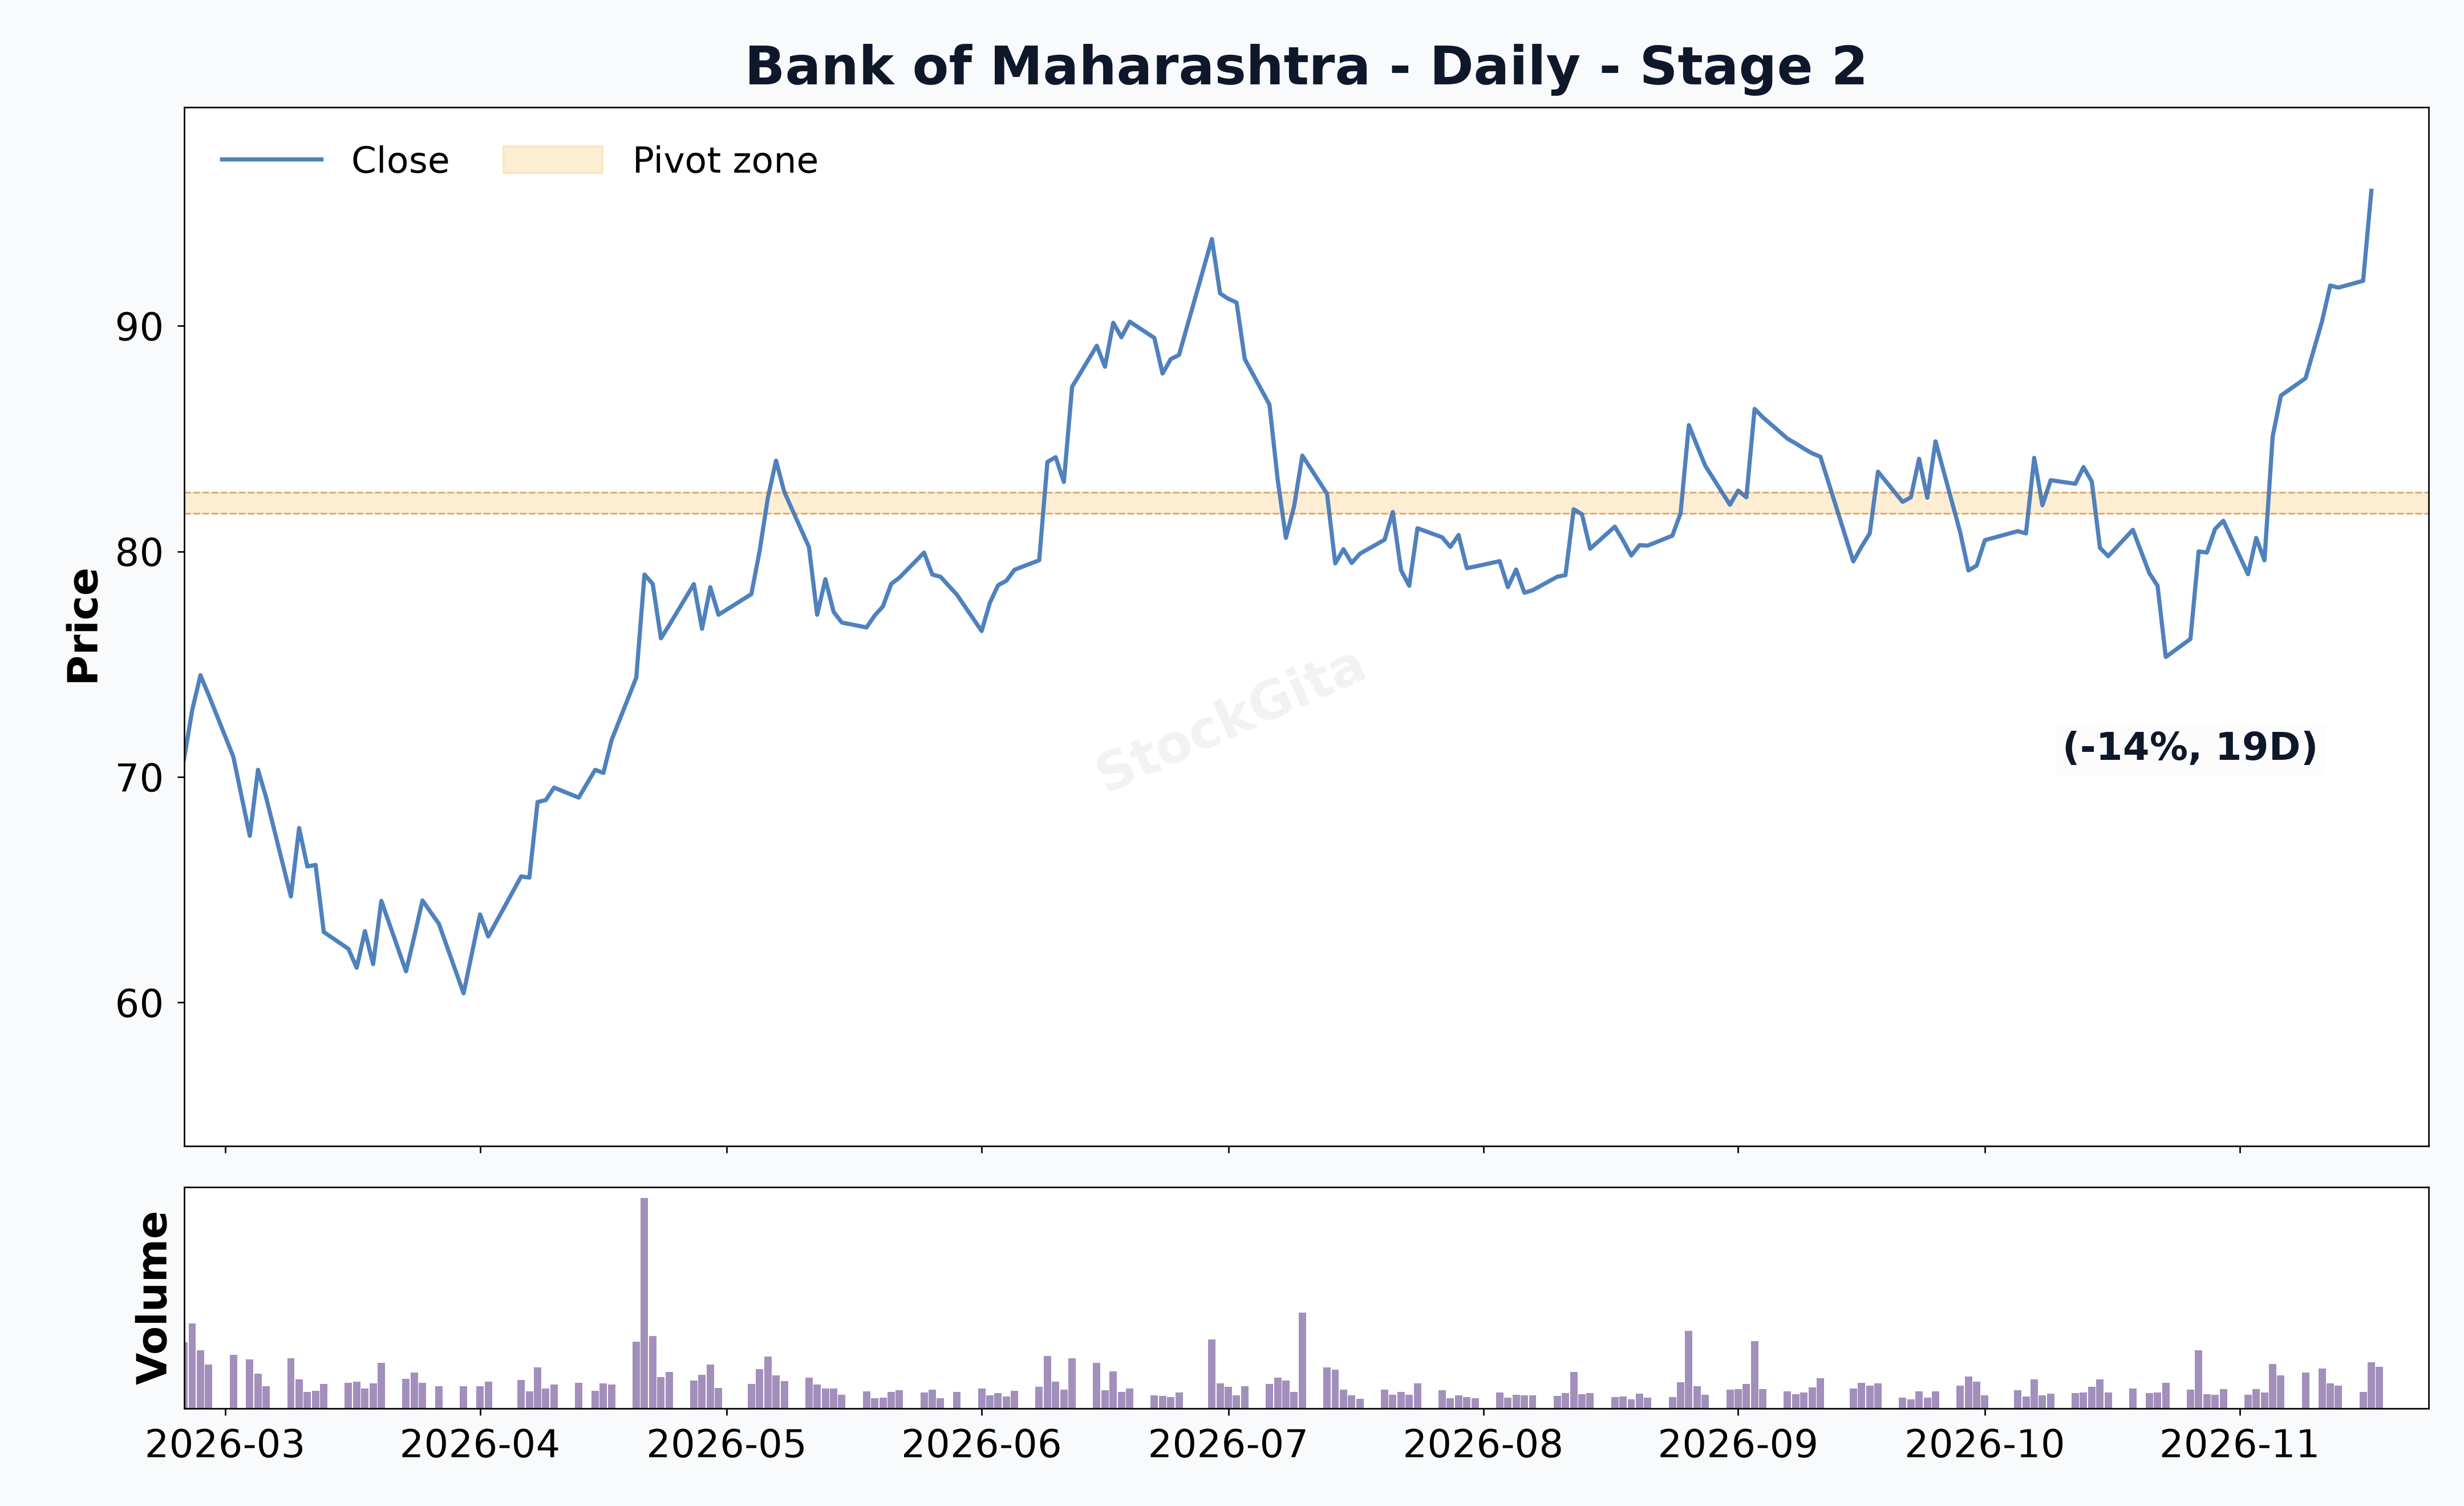 Bank of Maharashtra - Daily - Stage 2
Close
Pivot zone
90
80
70
60
Price
StockGita
(-14%, 19D)
Volume
2026-03
2026-04
2026-05
2026-06
2026-07
2026-08
2026-09
2026-10
2026-11